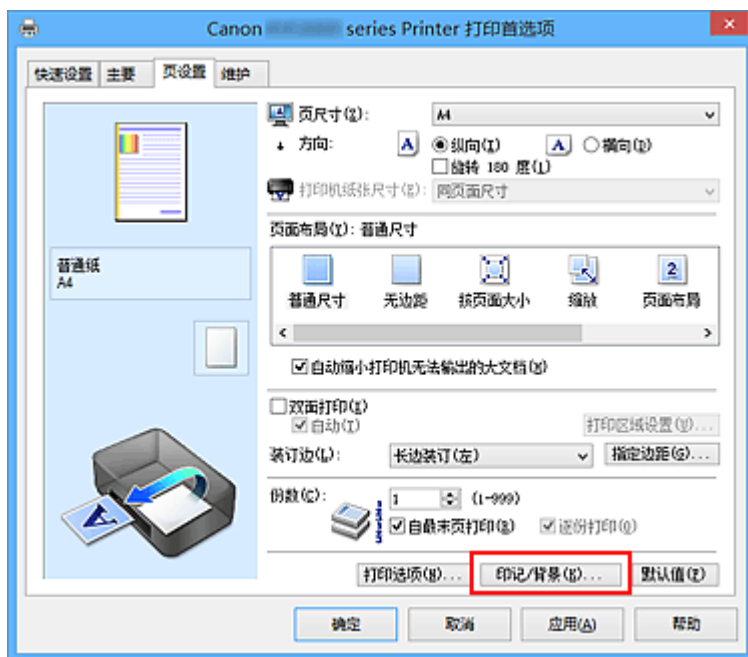 Canon series Printer 打印首选项
快速设置 主要 页设置 维护
页尺寸(Z): A4
方向: A 纵向(I) A 横向(D)
旋转 180 度(L)
打印机纸张尺寸(E): 同页面尺寸
页面布局(Y): 普通尺寸
普通纸
A4
普通尺寸 无边距 按页面大小 缩放 页面布局
自动缩小打印机无法输出的大文档(M)
双面打印(X)
自动(T) 打印区域设置(U)...
装订边(L): 长边装订(左) 指定边距(G)...
份数(C): 1 (1-999)
自最末页打印(R) 逐份打印(O)
打印选项(N)... 印记/背景(K)... 默认值(F)
确定 取消 应用(A) 帮助